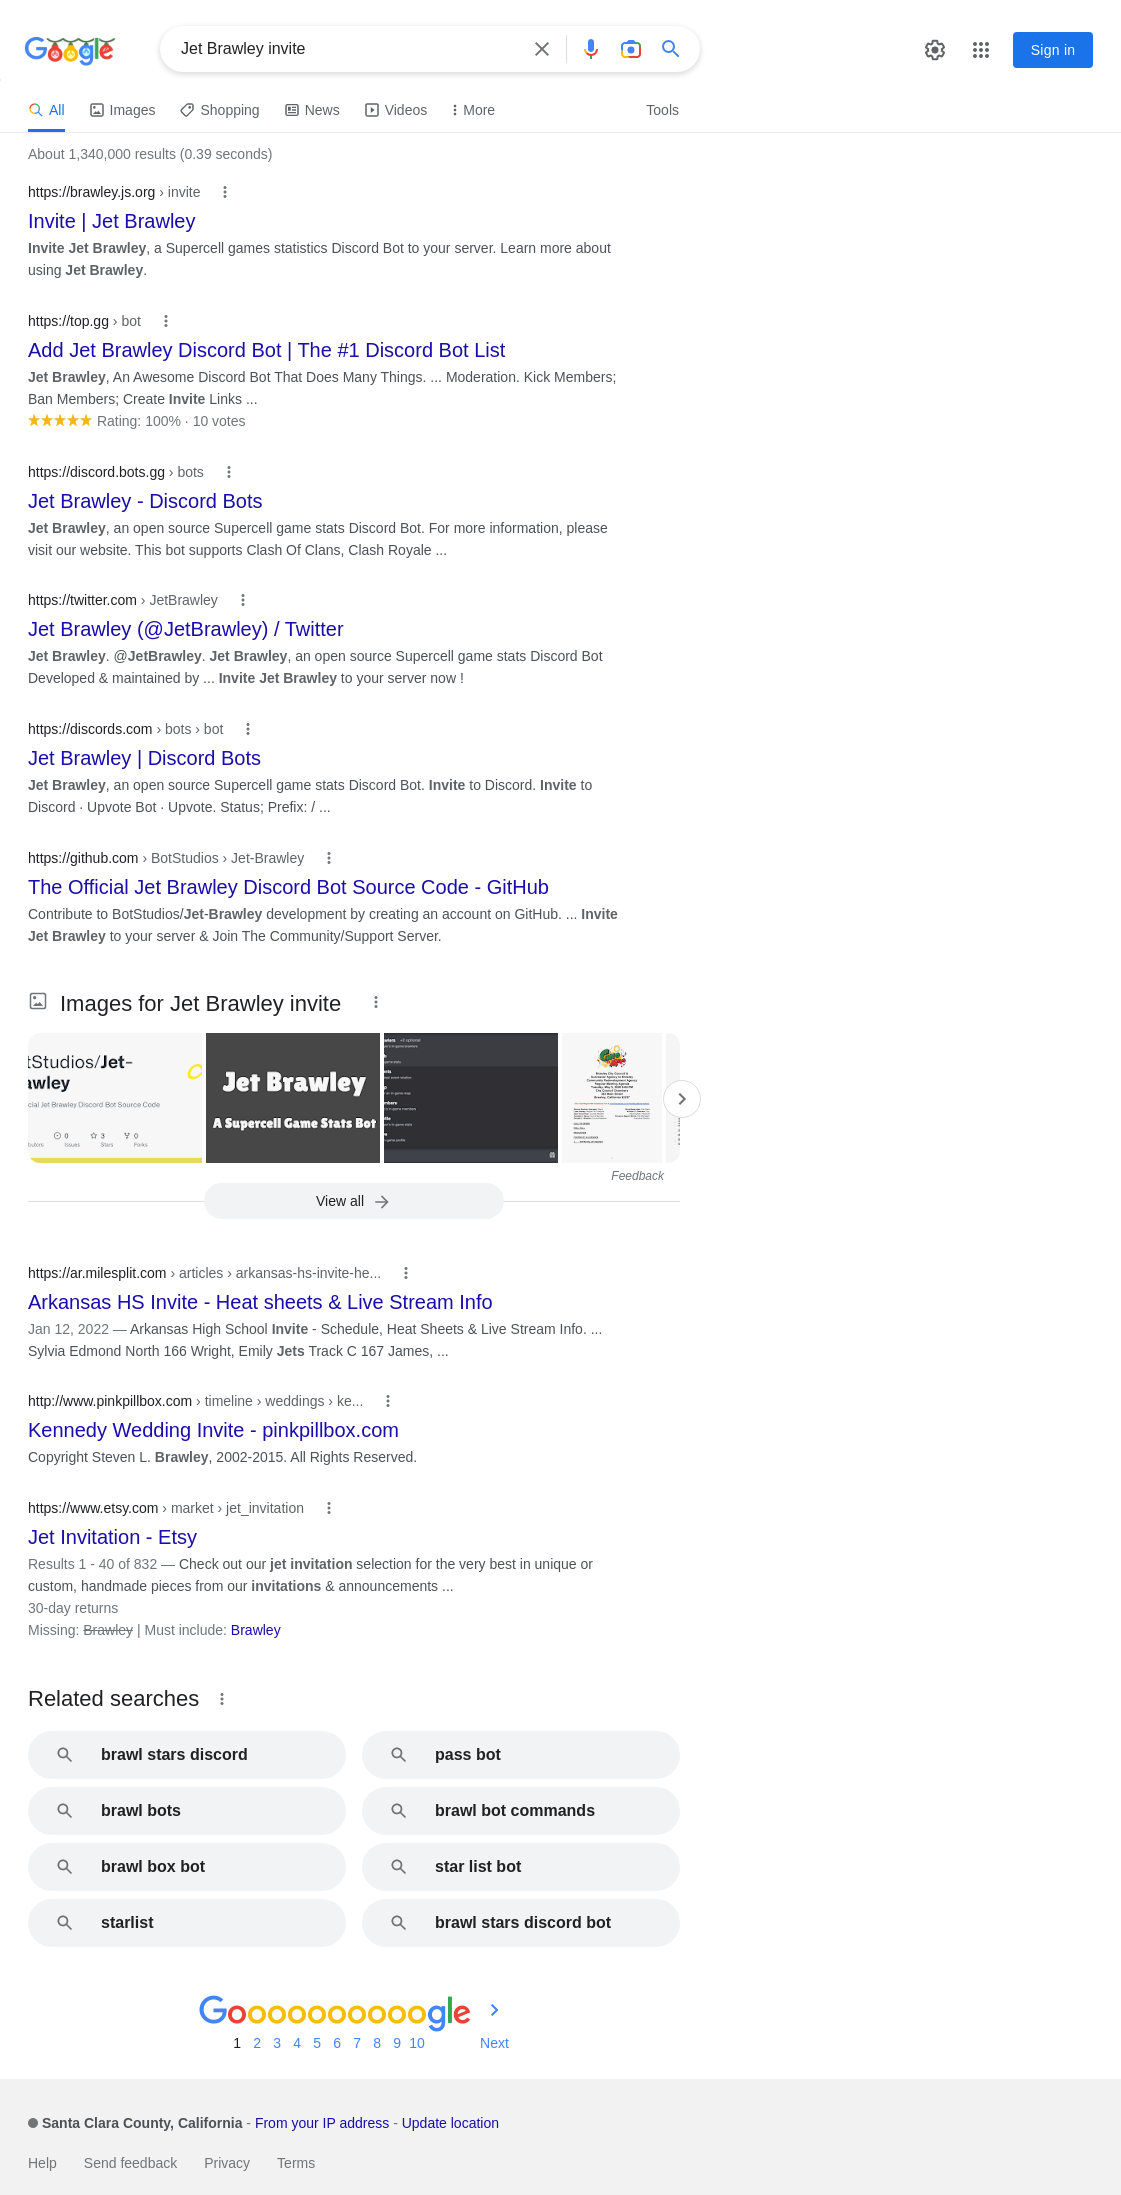 Google
Jet Brawley invite
Sign in
All
Images
Shopping
News
Videos
More
Tools
About 1,340,000 results (0.39 seconds)
https://brawley.js.org › invite
Invite | Jet Brawley
Invite Jet Brawley, a Supercell games statistics Discord Bot to your server. Learn more about
using Jet Brawley.
https://top.gg › bot
Add Jet Brawley Discord Bot | The #1 Discord Bot List
Jet Brawley, An Awesome Discord Bot That Does Many Things. ... Moderation. Kick Members;
Ban Members; Create Invite Links ...
Rating: 100% · 10 votes
https://discord.bots.gg › bots
Jet Brawley - Discord Bots
Jet Brawley, an open source Supercell game stats Discord Bot. For more information, please
visit our website. This bot supports Clash Of Clans, Clash Royale ...
https://twitter.com › JetBrawley
Jet Brawley (@JetBrawley) / Twitter
Jet Brawley. @JetBrawley. Jet Brawley, an open source Supercell game stats Discord Bot
Developed & maintained by ... Invite Jet Brawley to your server now !
https://discords.com › bots › bot
Jet Brawley | Discord Bots
Jet Brawley, an open source Supercell game stats Discord Bot. Invite to Discord. Invite to
Discord · Upvote Bot · Upvote. Status; Prefix: / ...
https://github.com › BotStudios › Jet-Brawley
The Official Jet Brawley Discord Bot Source Code - GitHub
Contribute to BotStudios/Jet-Brawley development by creating an account on GitHub. ... Invite
Jet Brawley to your server & Join The Community/Support Server.
Images for Jet Brawley invite
tStudios/Jet-
awley
cial Jet Brawley Discord Bot Source Code
0
Issues
3
Stars
0
Forks
Jet Brawley
A Supercell Game Stats Bot
Feedback
View all
https://ar.milesplit.com › articles › arkansas-hs-invite-he...
Arkansas HS Invite - Heat sheets & Live Stream Info
Jan 12, 2022 — Arkansas High School Invite - Schedule, Heat Sheets & Live Stream Info. ...
Sylvia Edmond North 166 Wright, Emily Jets Track C 167 James, ...
http://www.pinkpillbox.com › timeline › weddings › ke...
Kennedy Wedding Invite - pinkpillbox.com
Copyright Steven L. Brawley, 2002-2015. All Rights Reserved.
https://www.etsy.com › market › jet_invitation
Jet Invitation - Etsy
Results 1 - 40 of 832 — Check out our jet invitation selection for the very best in unique or
custom, handmade pieces from our invitations & announcements ...
30-day returns
Missing: Brawley | Must include: Brawley
Related searches
brawl stars discord
pass bot
brawl bots
brawl bot commands
brawl box bot
star list bot
starlist
brawl stars discord bot
Goooooooooogle
1 2 3 4 5 6 7 8 9 10 Next
Santa Clara County, California - From your IP address - Update location
Help Send feedback Privacy Terms